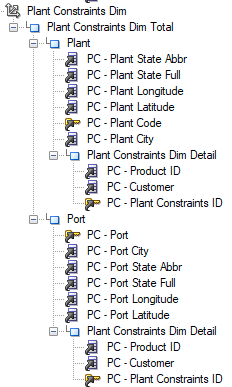 Plant Constraints Dim
Plant Constraints Dim Total
Plant
PC - Plant State Abbr
PC - Plant State Full
PC - Plant Longitude
PC - Plant Latitude
PC - Plant Code
PC - Plant City
Plant Constraints Dim Detail
PC - Product ID
PC - Customer
PC - Plant Constraints ID
Port
PC - Port
PC - Port City
PC - Port State Abbr
PC - Port State Full
PC - Port Longitude
PC - Port Latitude
Plant Constraints Dim Detail
PC - Product ID
PC - Customer
PC - Plant Constraints ID